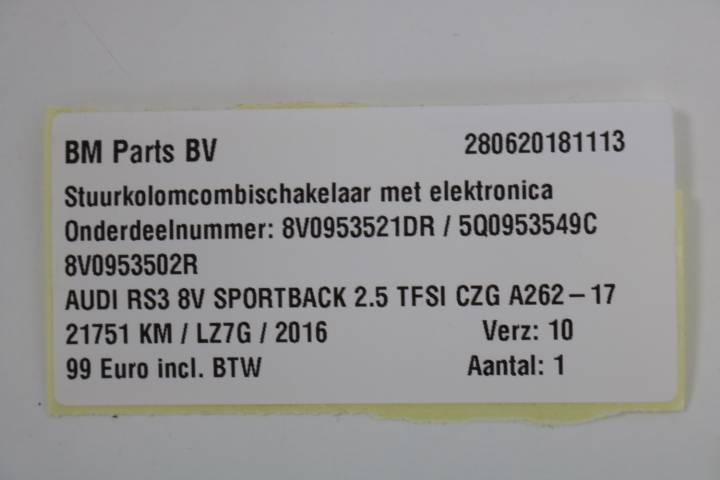 BM Parts BV 280620181113
Stuurkolomcombischakelaar met elektronica
Onderdeelnummer: 8V0953521DR / 5Q0953549C
8V0953502R
AUDI RS3 8V SPORTBACK 2.5 TFSI CZG A262 – 17
21751 KM / LZ7G / 2016 Verz: 10
99 Euro incl. BTW Aantal: 1